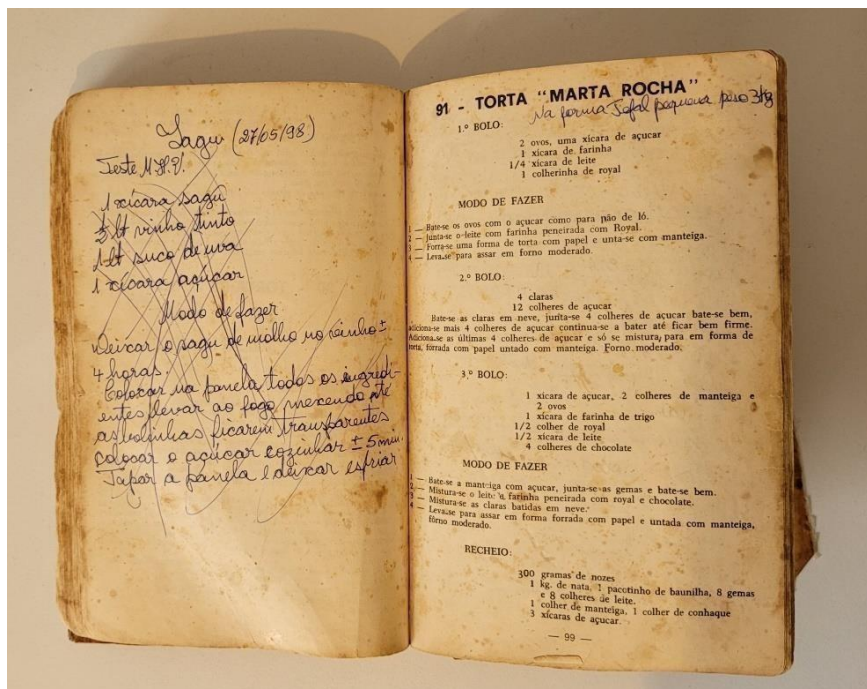 Sagu (27/05/98)
Teste M.H.V.
1 xícara sagu
1/2 lt vinho tinto
1 lt suco de uva
1 xícara açúcar
Modo de fazer
Deixar o sagu de molho no vinho ±
4 horas.
Colocar na panela, todos os ingredi-
entes levar ao fogo mexendo até
as bolinhas ficarem transparentes
colocar o açúcar cozinhar ± 5 min.
Tapar a panela e deixar esfriar
91 - TORTA "MARTA ROCHA"
Na forma Tefal pequena peso 3kg
1.º BOLO:
2 ovos, uma xícara de açucar
1 xícara de farinha
1/4 xícara de leite
1 colherinha de royal
MODO DE FAZER
1 — Bate-se os ovos com o açucar como para pão de ló.
2 — Junta-se o leite com farinha peneirada com Royal.
3 — Forra-se uma forma de torta com papel e unta-se com manteiga.
4 — Leva-se para assar em forno moderado.
2.º BOLO:
4 claras
12 colheres de açucar
Bate-se as claras em neve, junta-se 4 colheres de açucar bate-se bem,
adiciona-se mais 4 colheres de açucar continua-se a bater até ficar bem firme.
Adiciona-se as últimas 4 colheres de açucar e só se mistura, para em forma de
torta, forrada com papel untado com manteiga. Forno moderado.
3.º BOLO:
1 xícara de açucar, 2 colheres de manteiga e
2 ovos
1 xícara de farinha de trigo
1/2 colher de royal
1/2 xícara de leite
4 colheres de chocolate
MODO DE FAZER
1 — Bate-se a manteiga com açucar, junta-se as gemas e bate-se bem.
2 — Mistura-se o leite a farinha peneirada com royal e chocolate.
3 — Mistura-se as claras batidas em neve.
4 — Leva-se para assar em forma forrada com papel e untada com manteiga,
forno moderado.
RECHEIO:
300 gramas de nozes
1 kg. de nata, 1 pacotinho de baunilha, 8 gemas
e 8 colheres de leite.
1 colher de manteiga, 1 colher de conhaque
3 xícaras de açucar.
— 99 —